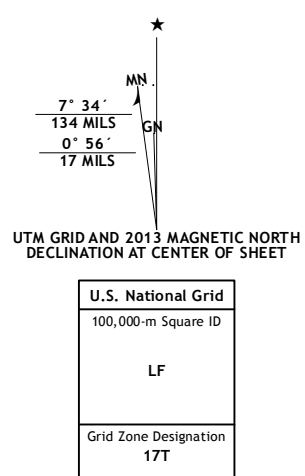 ★
MN
7° 34´
134 MILS
GN
0° 56´
17 MILS
UTM GRID AND 2013 MAGNETIC NORTH
DECLINATION AT CENTER OF SHEET
U.S. National Grid
100,000-m Square ID
LF
Grid Zone Designation
17T